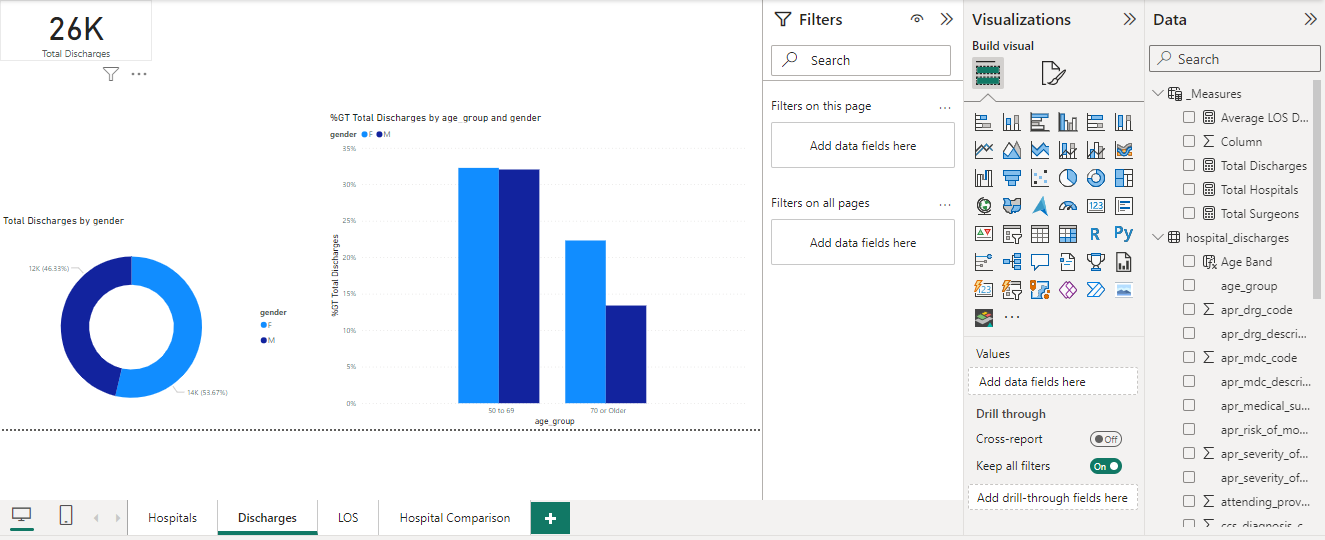 26K
Total Discharges
%GT Total Discharges by age_group and gender
gender F M
35%
30%
25%
20%
15%
10%
5%
0%
%GT Total Discharges
50 to 69
70 or Older
age_group
Total Discharges by gender
12K (46.33%)
14K (53.67%)
gender
F
M
Filters
Search
Filters on this page
...
Add data fields here
Filters on all pages
...
Add data fields here
Visualizations
Build visual
123
R
Py
123
...
Values
Add data fields here
Drill through
Cross-report
Off
Keep all filters
On
Add drill-through fields here
Data
Search
_Measures
Average LOS D...
Column
Total Discharges
Total Hospitals
Total Surgeons
hospital_discharges
Age Band
age_group
apr_drg_code
apr_drg_descri...
apr_mdc_code
apr_mdc_descri...
apr_medical_su...
apr_risk_of_mo...
apr_severity_of...
apr_severity_of...
attending_prov...
ccs_diagnosis_c...
Hospitals
Discharges
LOS
Hospital Comparison
+